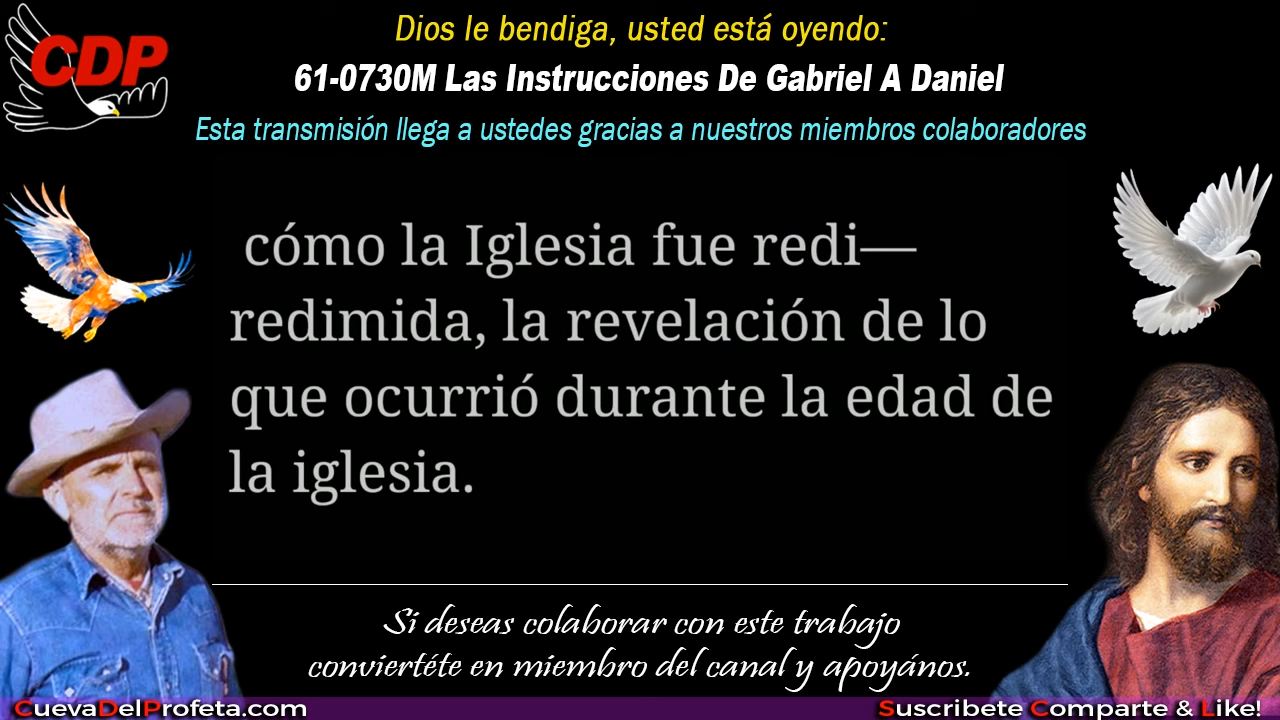 CDP
Dios le bendiga, usted está oyendo:
61-0730M Las Instrucciones De Gabriel A Daniel
Esta transmisión llega a ustedes gracias a nuestros miembros colaboradores
cómo la Iglesia fue redi—
redimida, la revelación de lo
que ocurrió durante la edad de
la iglesia.
Si deseas colaborar con este trabajo
conviertéte en miembro del canal y apoyános.
CuevaDelProfeta.com
Suscribete Comparte & Like!